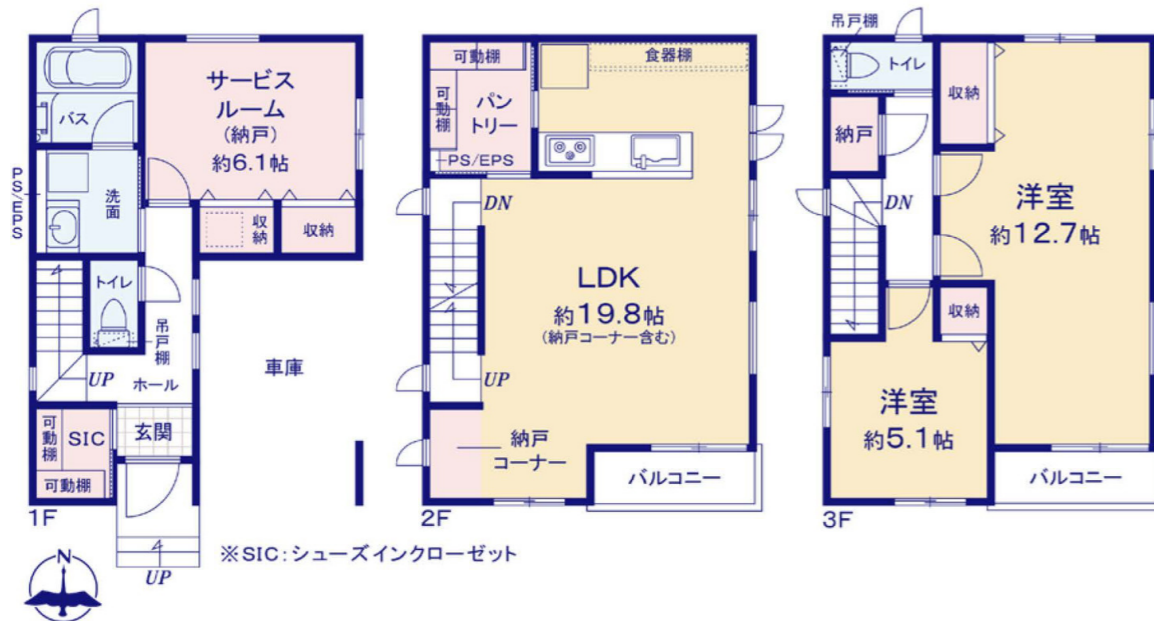 バス
サービス
ルーム
(納戸)
約6.1帖
PS/EPS
洗面
収納
収納
トイレ
吊戸棚
UP
ホール
車庫
可動棚
SIC
玄関
可動棚
1F
UP
※SIC:シューズインクローゼット
N
可動棚
食器棚
可動棚
パン
トリー
PS/EPS
DN
LDK
約19.8帖
(納戸コーナー含む)
UP
納戸
コーナー
バルコニー
2F
吊戸棚
トイレ
収納
納戸
洋室
約12.7帖
DN
収納
洋室
約5.1帖
バルコニー
3F